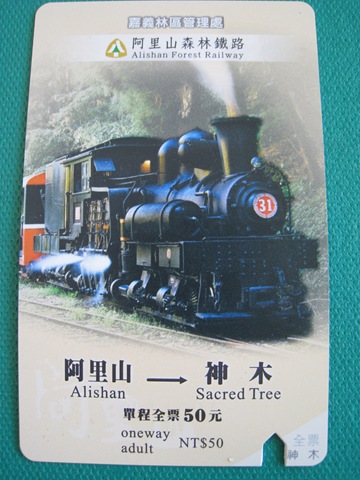 嘉義林區管理處
阿里山森林鐵路
Alishan Forest Railway
31
阿里山 → 神木
Alishan Sacred Tree
單程全票50元
oneway
adult NT$50
全票
神木